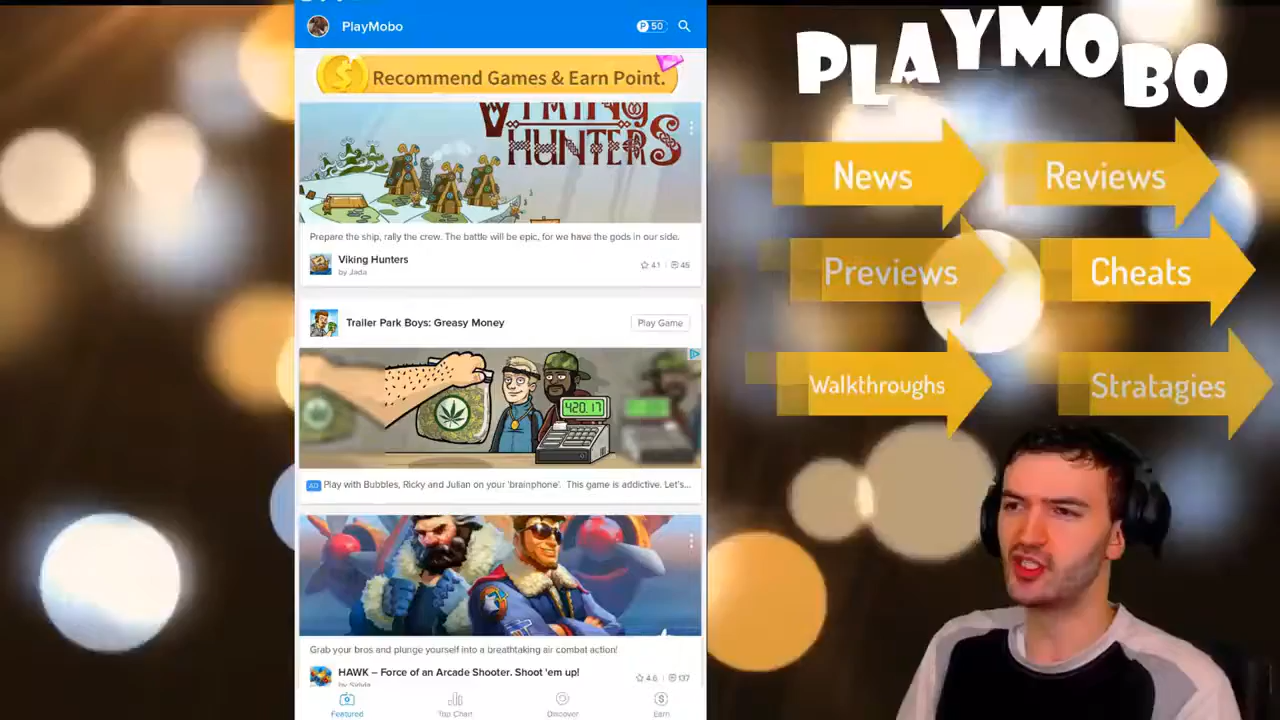 PlayMobo
P 50
Recommend Games & Earn Point.
VIKING
HUNTERS
Prepare the ship, rally the crew. The battle will be epic, for we have the gods in our side.
Viking Hunters
by Jada
4.1 45
Trailer Park Boys: Greasy Money
Play Game
420.17
AD Play with Bubbles, Ricky and Julian on your 'brainphone'. This game is addictive. Let's...
Grab your bros and plunge yourself into a breathtaking air combat action!
HAWK – Force of an Arcade Shooter. Shoot 'em up!
by Salvia
4.6 137
Featured
Top Chart
Discover
Earn
PLAYMOBO
News
Reviews
Previews
Cheats
Walkthroughs
Stratagies